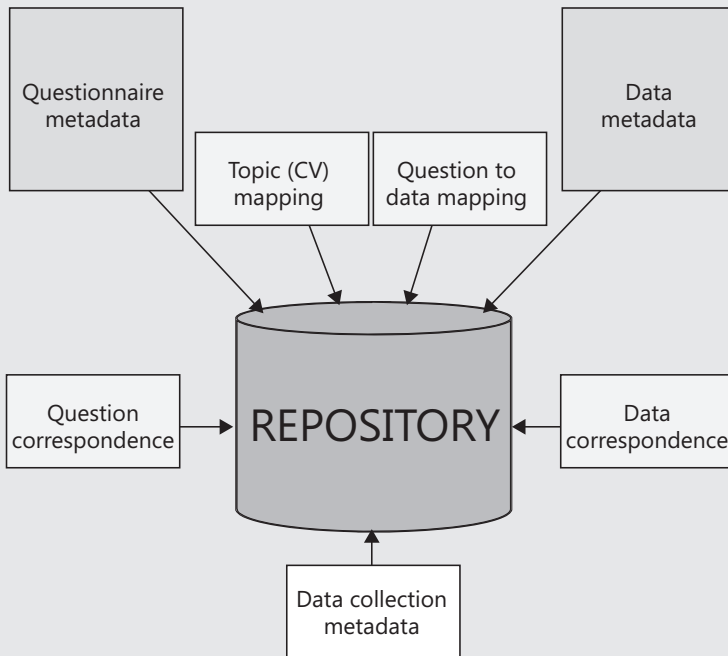 Questionnaire
metadata
Data
metadata
Topic (CV)
mapping
Question to
data mapping
Question
correspondence
REPOSITORY
Data
correspondence
Data collection
metadata